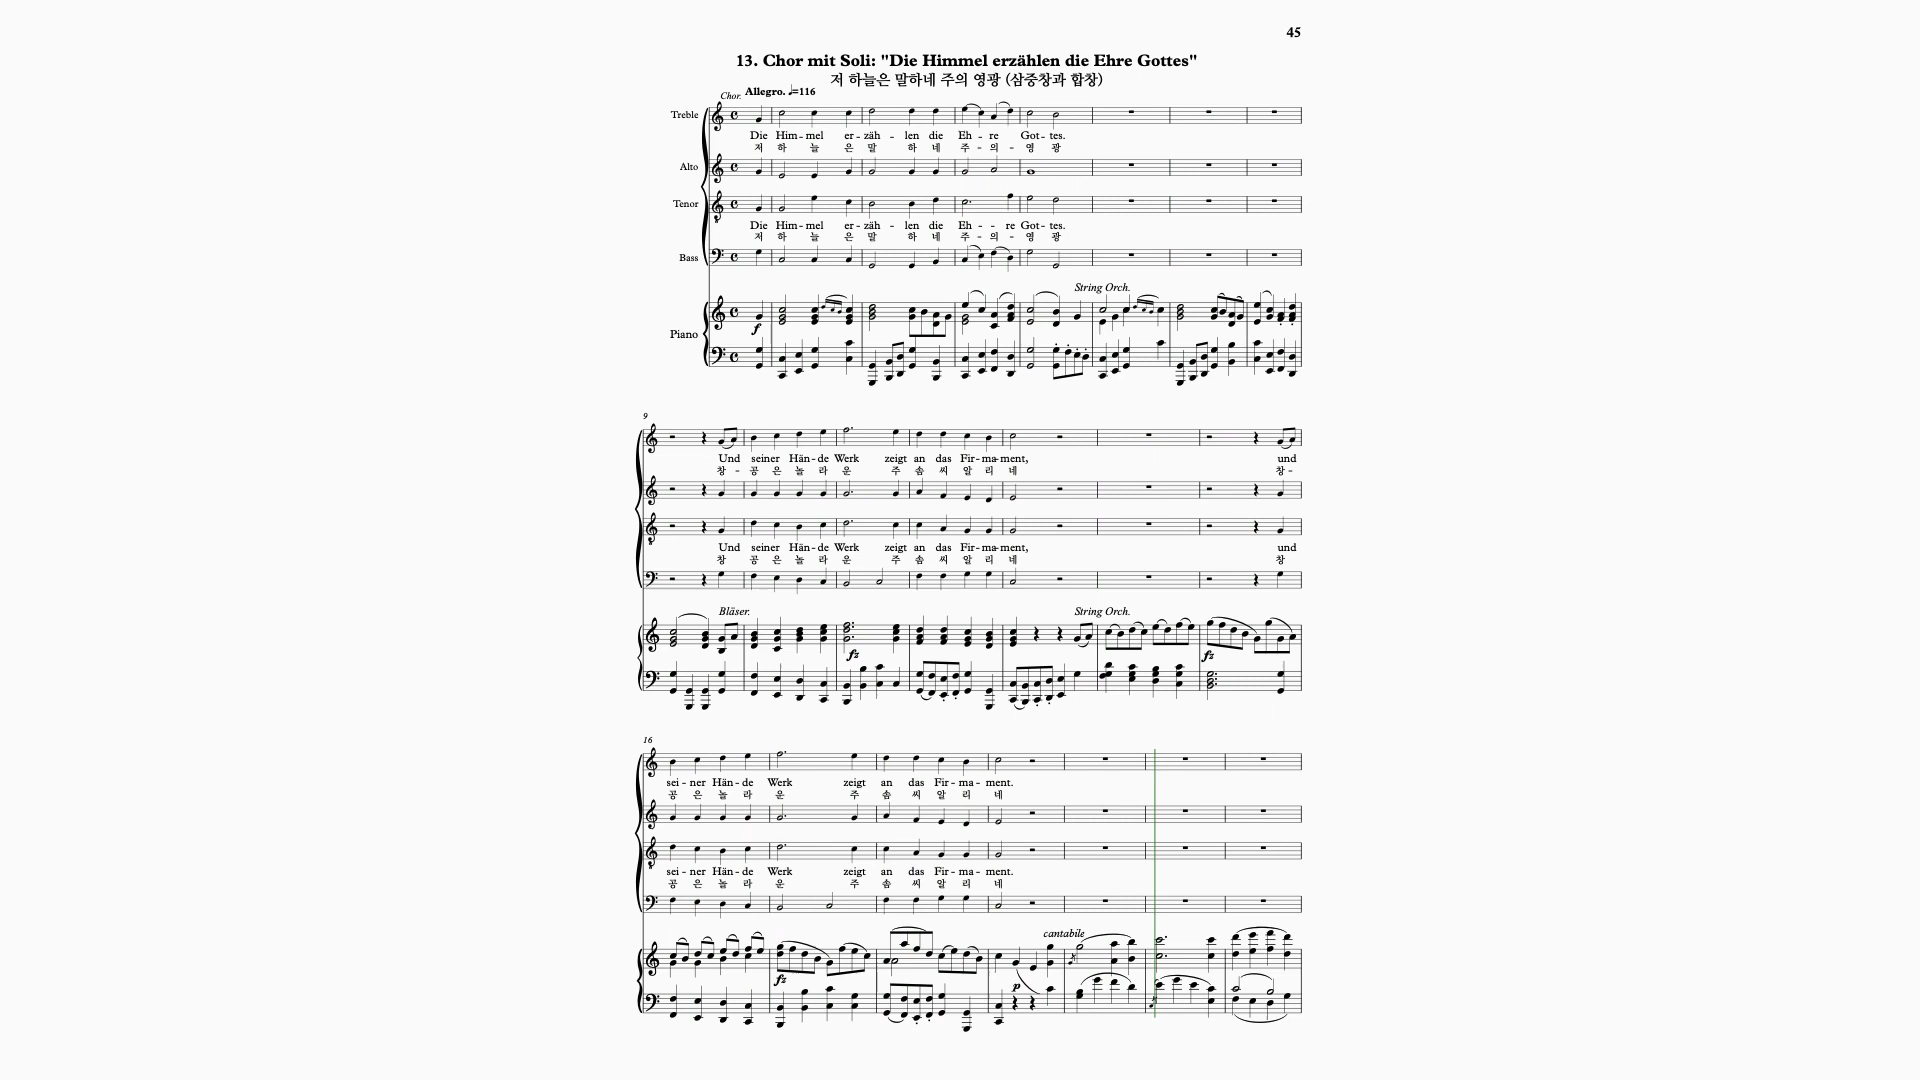 45
13. Chor mit Soli: "Die Himmel erzählen die Ehre Gottes"
저 하늘은 말하네 주의 영광 (삼중창과 합창)
Chor. Allegro. ♩=116
Treble
Die Him - mel er - zäh - len die Eh - re Got - tes.
저 하 늘 은 말 하 네 주 - 의 - 영 광
Alto
Tenor
Die Him - mel er - zäh - len die Eh - - re Got - tes.
저 하 늘 은 말 하 네 주 - 의 - 영 광
Bass
String Orch.
f
Piano
9
Und seiner Hän - de Werk zeigt an das Fir - ma - ment, und
창 - 공 은 놀 라 운 주 솜 씨 알 리 네 창 -
Und seiner Hän - de Werk zeigt an das Fir - ma - ment, und
창 공 은 놀 라 운 주 솜 씨 알 리 네 창
Bläser. String Orch.
fz fz
16
sei - ner Hän - de Werk zeigt an das Fir - ma - ment.
공 은 놀 라 운 주 솜 씨 알 리 네
sei - ner Hän - de Werk zeigt an das Fir - ma - ment.
공 은 놀 라 운 주 솜 씨 알 리 네
cantabile
fz p